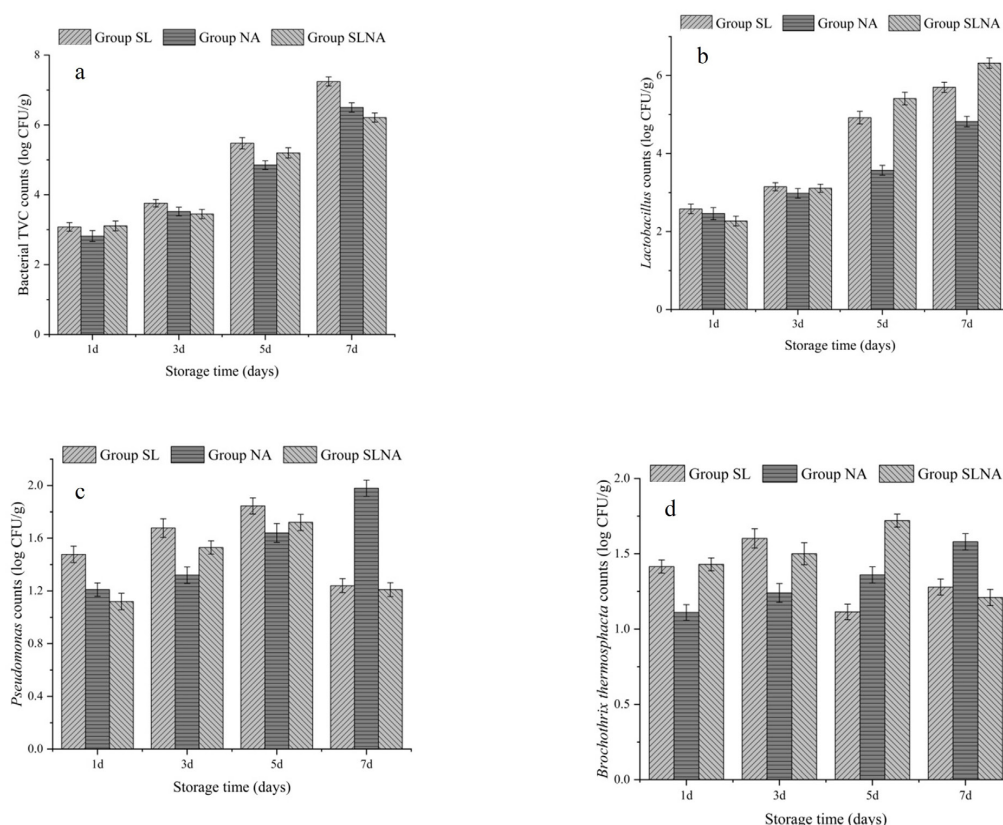 Group SL Group NA Group SLNA
a
Bacterial TVC counts (log CFU/g)
8
6
4
2
0
1d 3d 5d 7d
Storage time (days)
Group SL Group NA Group SLNA
b
Lactobacillus counts (log CFU/g)
6
4
2
0
1d 3d 5d 7d
Storage time (days)
Group SL Group NA Group SLNA
c
Pseudomonas counts (log CFU/g)
2.0
1.6
1.2
0.8
0.4
0.0
1d 3d 5d 7d
Storage time (days)
Group SL Group NA Group SLNA
d
Brochothrix thermosphacta counts (log CFU/g)
2.0
1.5
1.0
0.5
0.0
1d 3d 5d 7d
Storage time (days)